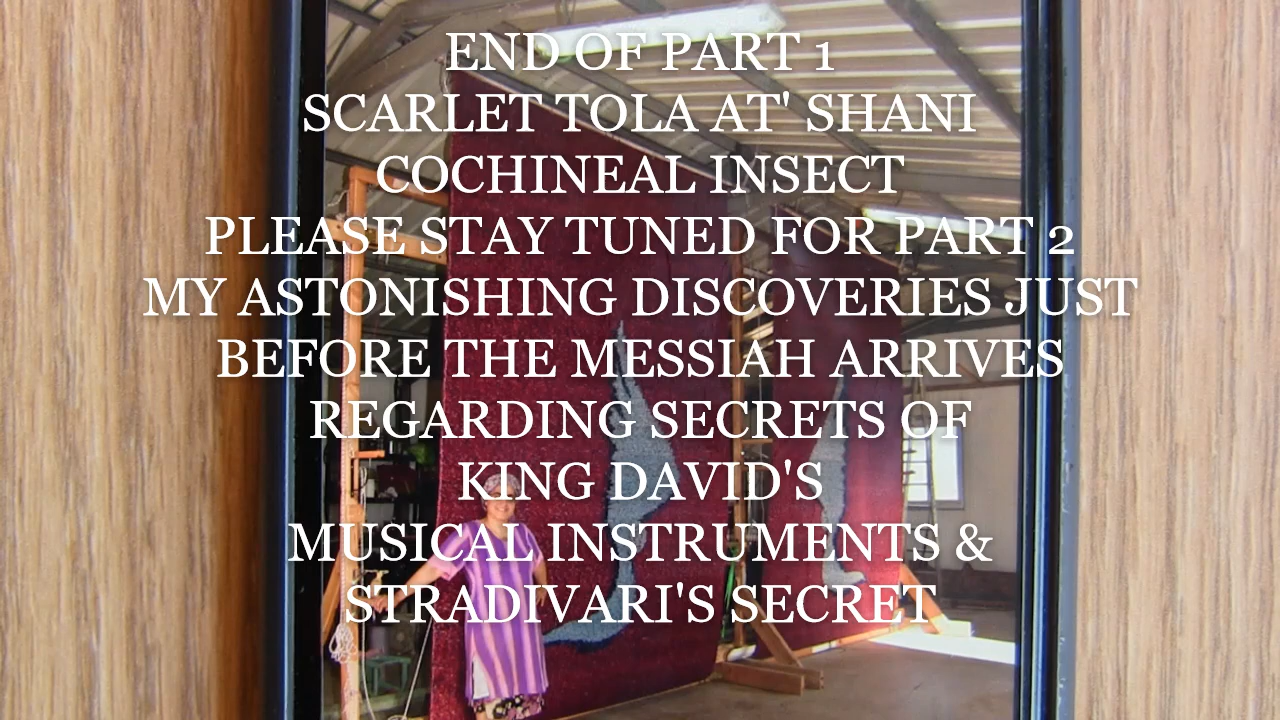 END OF PART 1
SCARLET TOLA AT' SHANI
COCHINEAL INSECT
PLEASE STAY TUNED FOR PART 2
MY ASTONISHING DISCOVERIES JUST
BEFORE THE MESSIAH ARRIVES
REGARDING SECRETS OF
KING DAVID'S
MUSICAL INSTRUMENTS &
STRADIVARI'S SECRET